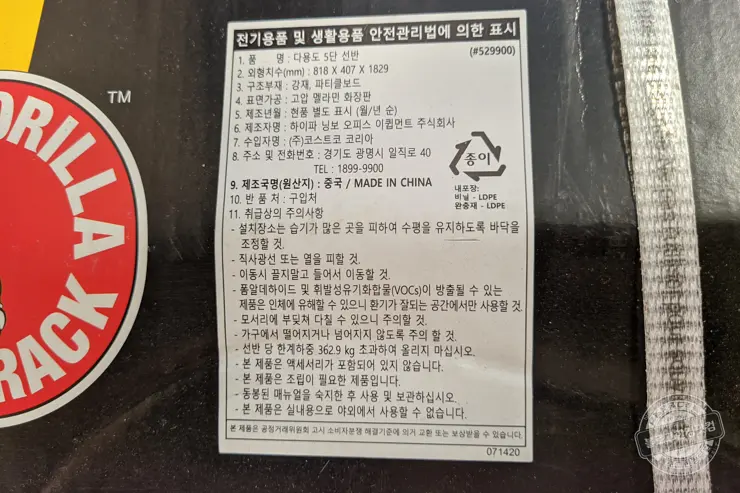 ORILLA
RACK
TM
전기용품 및 생활용품 안전관리법에 의한 표시
(#529900)
1. 품 명 : 다용도 5단 선반
2. 외형치수(mm) : 818 X 407 X 1829
3. 구조부재 : 강재, 파티클보드
4. 표면가공 : 고압 멜라민 화장판
5. 제조년월 : 현품 별도 표시 (월/년 순)
6. 제조자명 : 하이파 닝보 오피스 이큅먼트 주식회사
7. 수입자명 : (주)코스트코 코리아
8. 주소 및 전화번호 : 경기도 광명시 일직로 40
TEL : 1899-9900
종이
내포장:
비닐 - LDPE
완충재 - LDPE
9. 제조국명(원산지) : 중국 / MADE IN CHINA
10. 반 품 처 : 구입처
11. 취급상의 주의사항
- 설치장소는 습기가 많은 곳을 피하여 수평을 유지하도록 바닥을
조정할 것.
- 직사광선 또는 열을 피할 것.
- 이동시 끌지말고 들어서 이동할 것.
- 폼알데하이드 및 휘발성유기화합물(VOCs)이 방출될 수 있는
제품은 인체에 유해할 수 있으니 환기가 잘되는 공간에서만 사용할 것.
- 모서리에 부딪쳐 다칠 수 있으니 주의할 것.
- 가구에서 떨어지거나 넘어지지 않도록 주의 할 것.
- 선반 당 한계하중 362.9 kg 초과하여 올리지 마십시오.
- 본 제품은 액세서리가 포함되어 있지 않습니다.
- 본 제품은 조립이 필요한 제품입니다.
- 동봉된 매뉴얼을 숙지한 후 사용 및 보관하십시오.
- 본 제품은 실내용으로 야외에서 사용할 수 없습니다.
본 제품은 공정거래위원회 고시 소비자분쟁 해결기준에 의거 교환 또는 보상받을 수 있습니다.
071420